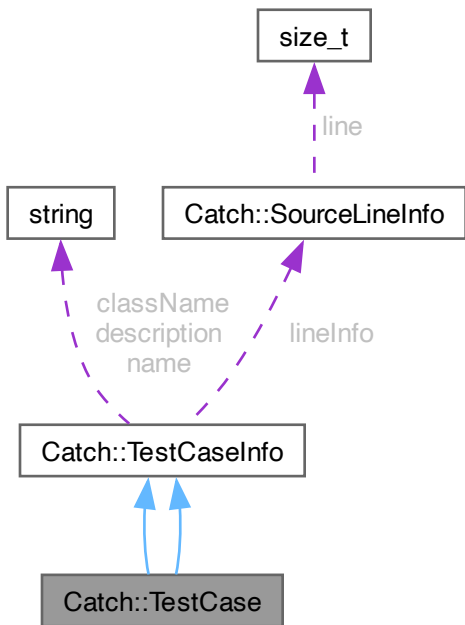 size_t
line
string
Catch::SourceLineInfo
className
description
name
lineInfo
Catch::TestCaseInfo
Catch::TestCase